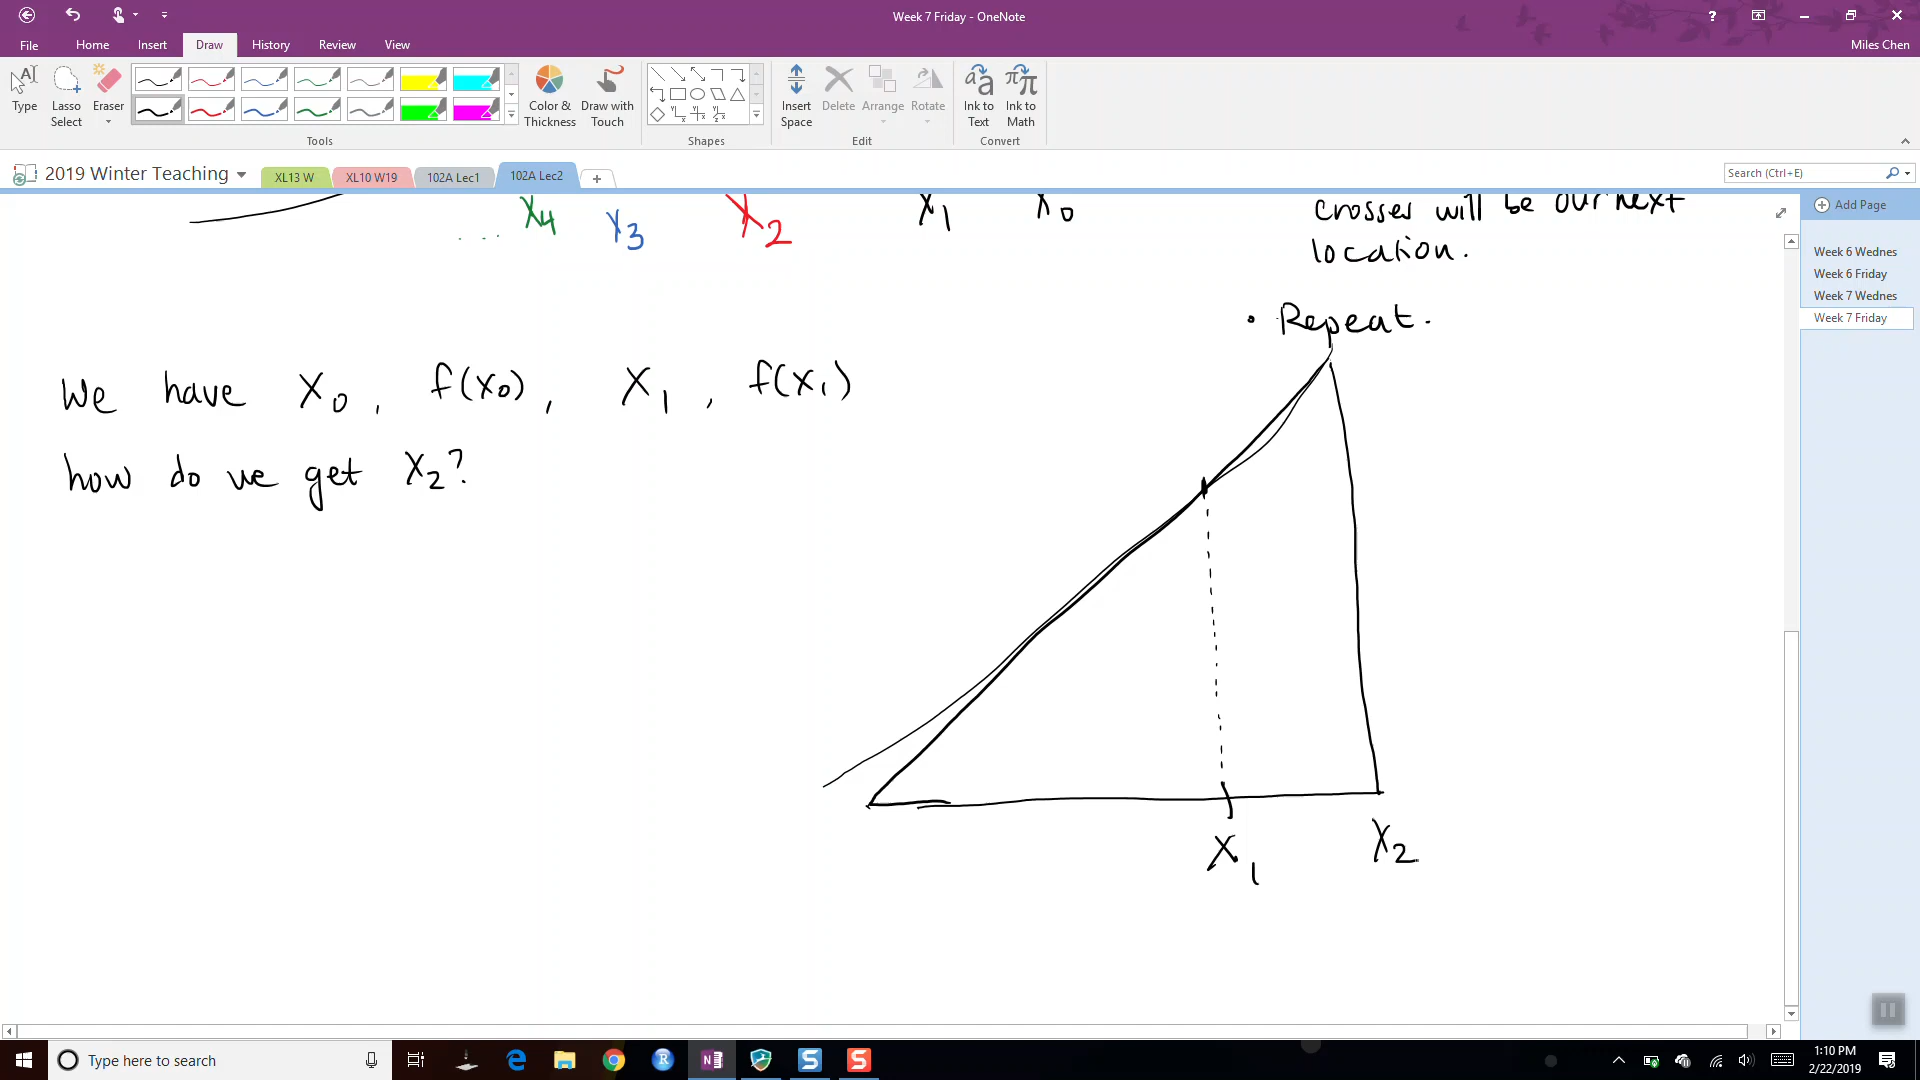 Week 7 Friday - OneNote
File Home Insert Draw History Review View
Miles Chen
Type
Lasso Select
Eraser
Color & Thickness
Draw with Touch
Insert Space
Delete
Arrange
Rotate
Ink to Text
Ink to Math
Tools
Shapes
Edit
Convert
2019 Winter Teaching
XL13 W
XL10 W19
102A Lec1
102A Lec2
Search (Ctrl+E)
Add Page
Week 6 Wednes
Week 6 Friday
Week 7 Wednes
Week 7 Friday
X4 X3 X2 X1 X0
crosses will be our next
location.
• Repeat.
We have X0, f(x0), X1, f(x1)
how do we get X2?
X1
X2
Type here to search
1:10 PM
2/22/2019